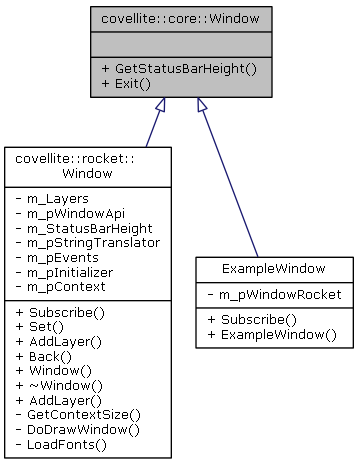 covellite::core::Window
+ GetStatusBarHeight()
+ Exit()
covellite::rocket::
Window
- m_Layers
- m_pWindowApi
- m_StatusBarHeight
- m_pStringTranslator
- m_pEvents
- m_pInitializer
- m_pContext
+ Subscribe()
+ Set()
+ AddLayer()
+ Back()
+ Window()
+ ~Window()
+ AddLayer()
- GetContextSize()
- DoDrawWindow()
- LoadFonts()
ExampleWindow
- m_pWindowRocket
+ Subscribe()
+ ExampleWindow()